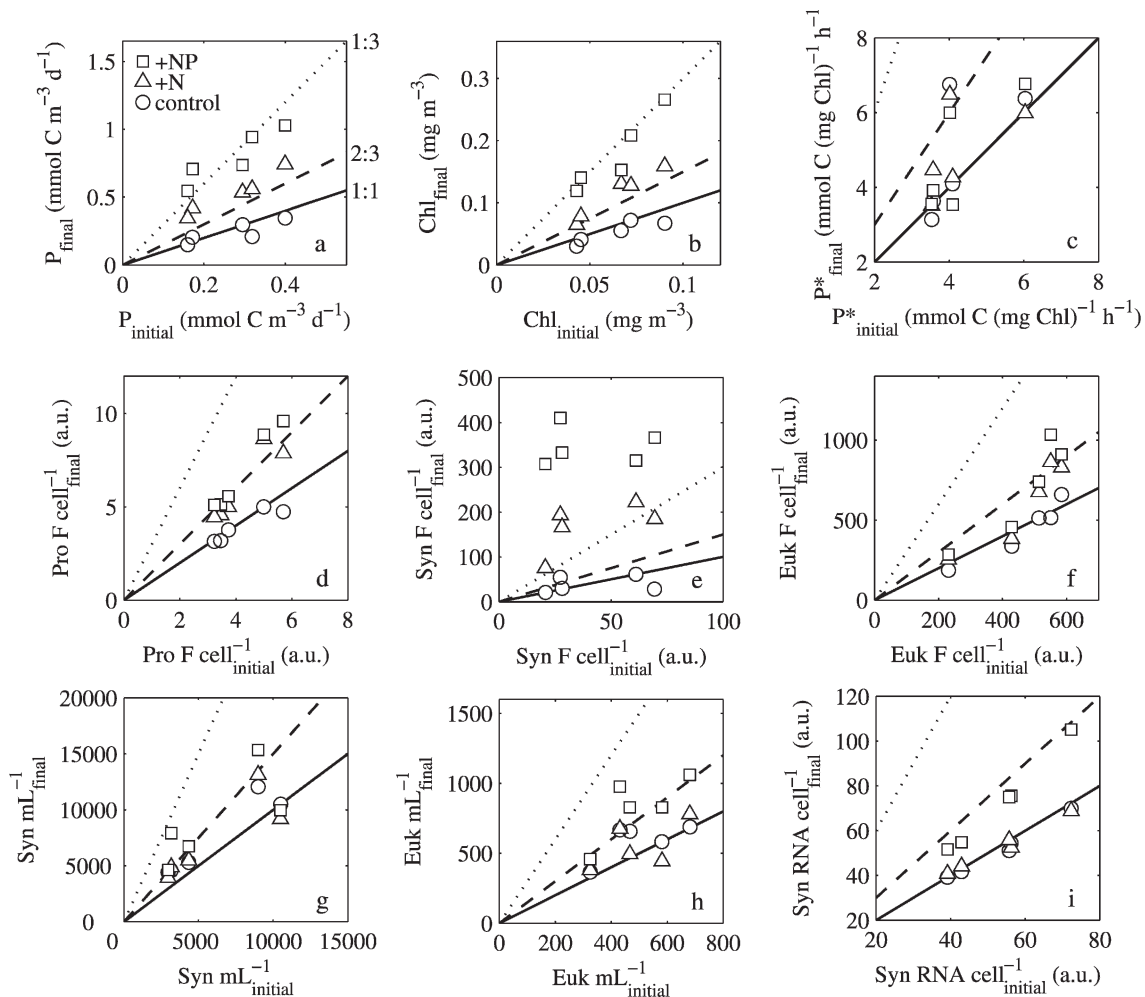 P_final (mmol C m⁻³ d⁻¹)
1.5
1
0.5
0
□ +NP
△ +N
○ control
1:3
2:3
1:1
a
0 0.2 0.4
P_initial (mmol C m⁻³ d⁻¹)
Chl_final (mg m⁻³)
0.3
0.2
0.1
0
b
0 0.05 0.1
Chl_initial (mg m⁻³)
P*_final (mmol C (mg Chl)⁻¹ h⁻¹
8
6
4
2
c
2 4 6 8
P*_initial (mmol C (mg Chl)⁻¹ h⁻¹
Pro F cell⁻¹_final (a.u.)
10
5
0
d
0 2 4 6 8
Pro F cell⁻¹_initial (a.u.)
Syn F cell⁻¹_final (a.u.)
500
400
300
200
100
0
e
0 50 100
Syn F cell⁻¹_initial (a.u.)
Euk F cell⁻¹_final (a.u.)
1000
500
0
f
0 200 400 600
Euk F cell⁻¹_initial (a.u.)
Syn mL⁻¹_final
20000
15000
10000
5000
0
g
0 5000 10000 15000
Syn mL⁻¹_initial
Euk mL⁻¹_final
1500
1000
500
0
h
0 200 400 600 800
Euk mL⁻¹_initial
Syn RNA cell⁻¹_final (a.u.)
120
100
80
60
40
20
i
20 40 60 80
Syn RNA cell⁻¹_initial (a.u.)